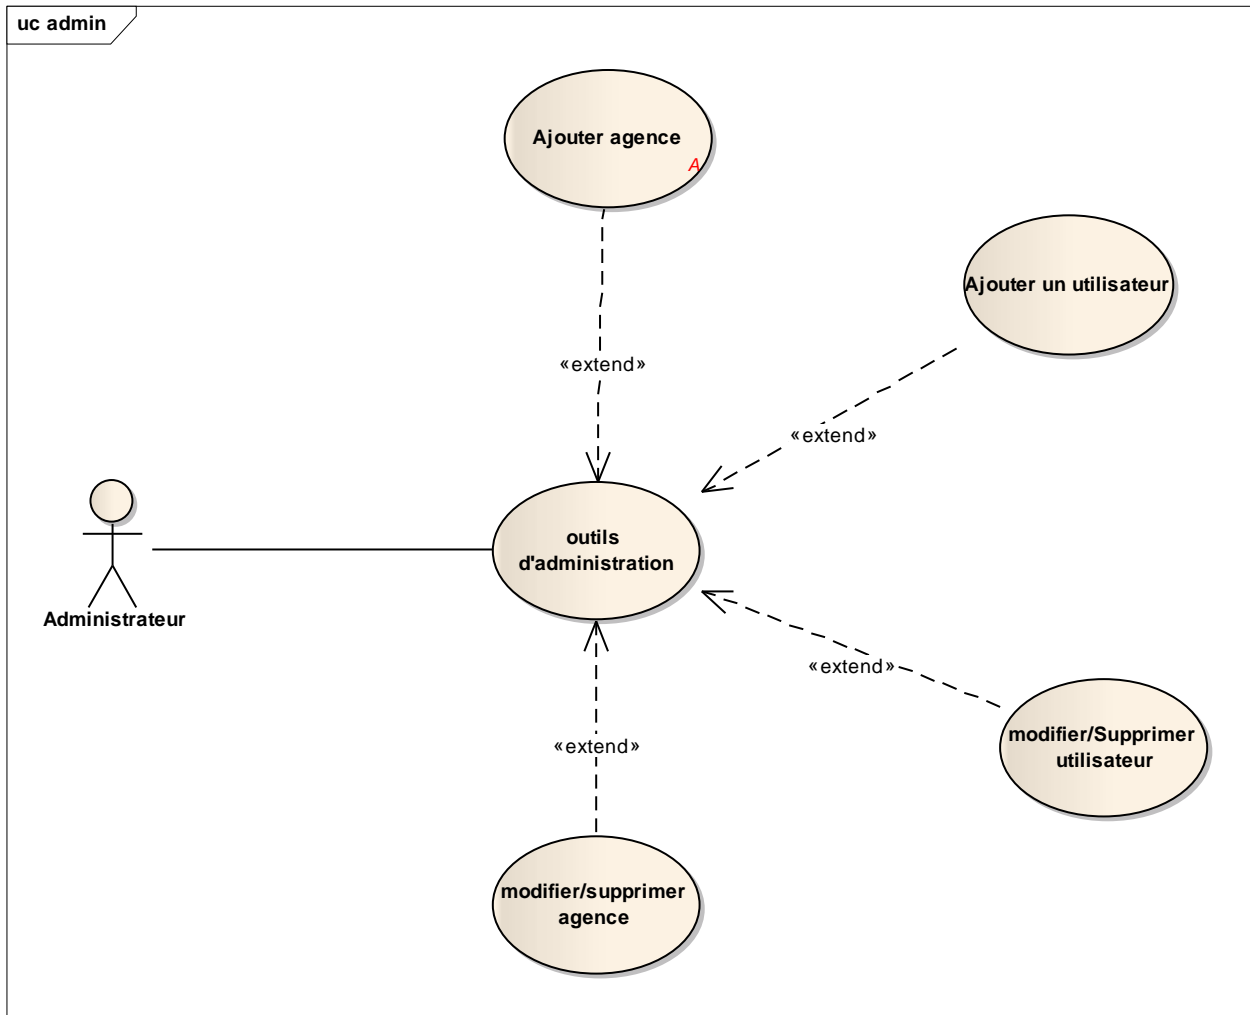 uc admin
Ajouter agence
A
Ajouter un utilisateur
«extend»
«extend»
outils
d'administration
Administrateur
«extend»
modifier/Supprimer
utilisateur
«extend»
modifier/supprimer
agence